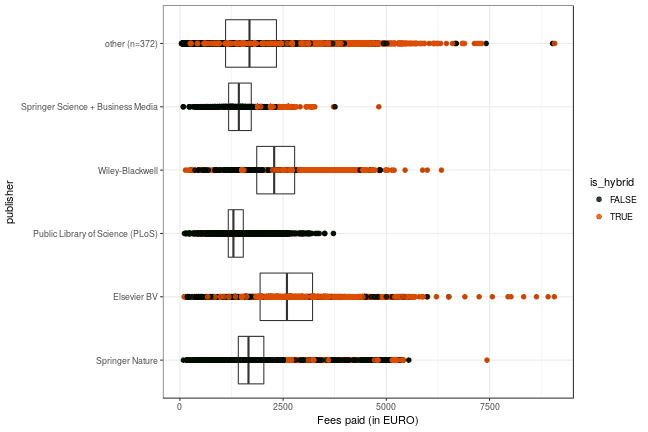 other (n=372)
Springer Science + Business Media
Wiley-Blackwell
Public Library of Science (PLoS)
Elsevier BV
Springer Nature
publisher
0 2500 5000 7500
Fees paid (in EURO)
is_hybrid
FALSE
TRUE